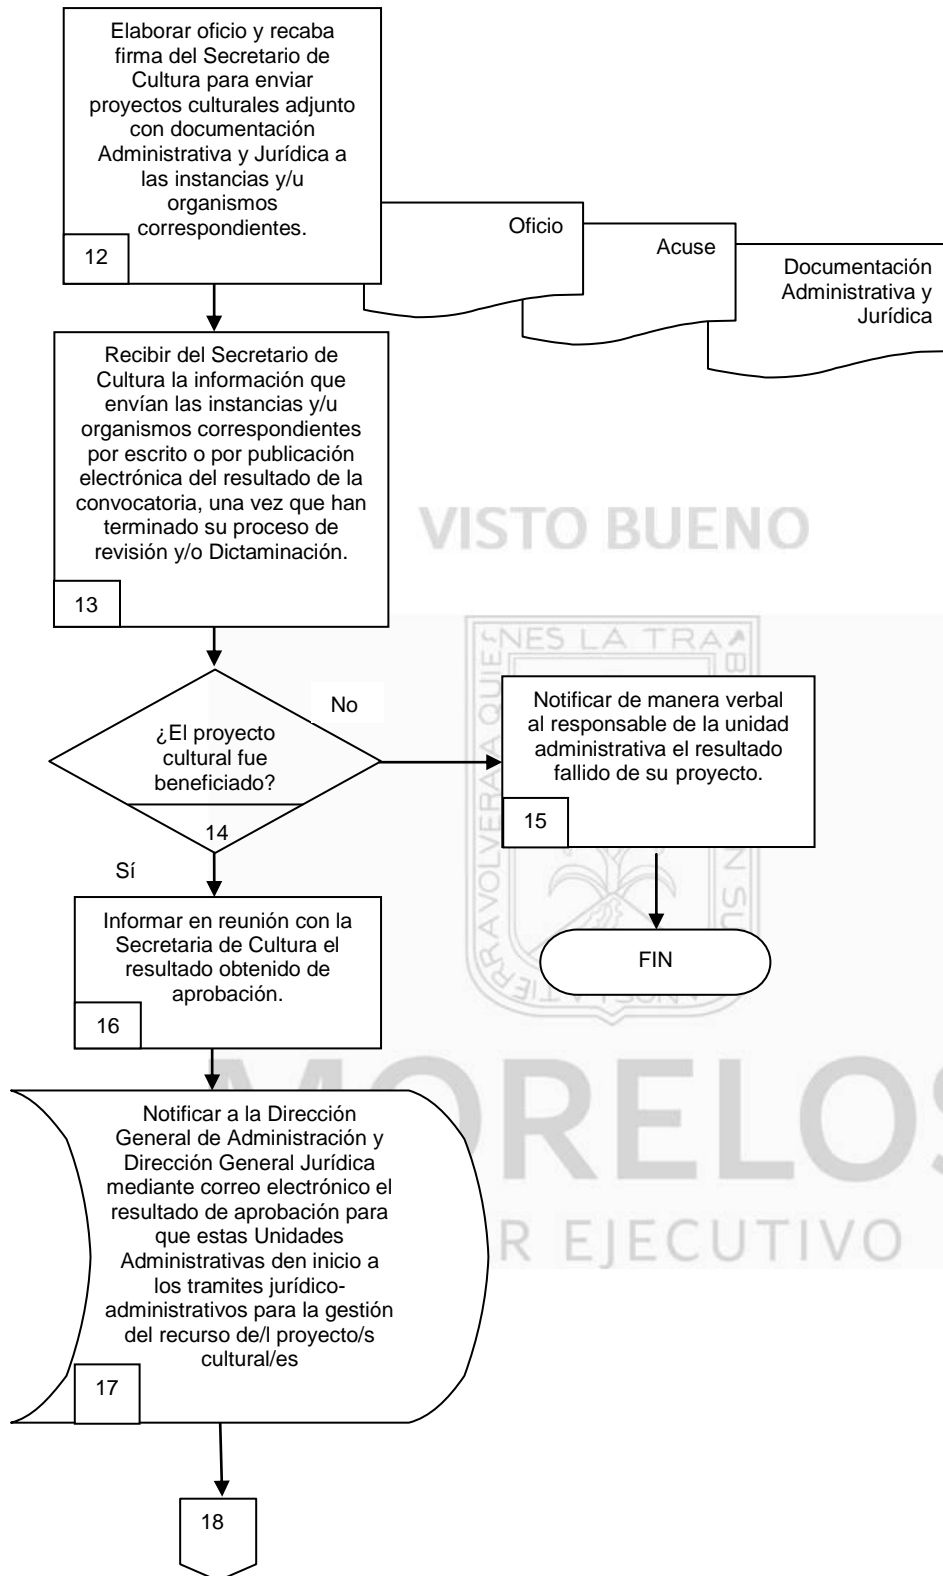 Elaborar oficio y recaba
firma del Secretario de
Cultura para enviar
proyectos culturales adjunto
con documentación
Administrativa y Jurídica a
las instancias y/u
organismos
correspondientes.
12
Oficio
Acuse
Documentación
Administrativa y
Jurídica
Recibir del Secretario de
Cultura la información que
envían las instancias y/u
organismos correspondientes
por escrito o por publicación
electrónica del resultado de la
convocatoria, una vez que han
terminado su proceso de
revisión y/o Dictaminación.
13
VISTO BUENO
¿El proyecto
cultural fue
beneficiado?
14
No
Notificar de manera verbal
al responsable de la unidad
administrativa el resultado
fallido de su proyecto.
15
FIN
Sí
Informar en reunión con la
Secretaria de Cultura el
resultado obtenido de
aprobación.
16
Notificar a la Dirección
General de Administración y
Dirección General Jurídica
mediante correo electrónico el
resultado de aprobación para
que estas Unidades
Administrativas den inicio a
los tramites jurídico-
administrativos para la gestión
del recurso de/l proyecto/s
cultural/es
17
18
MORELOS
R EJECUTIVO